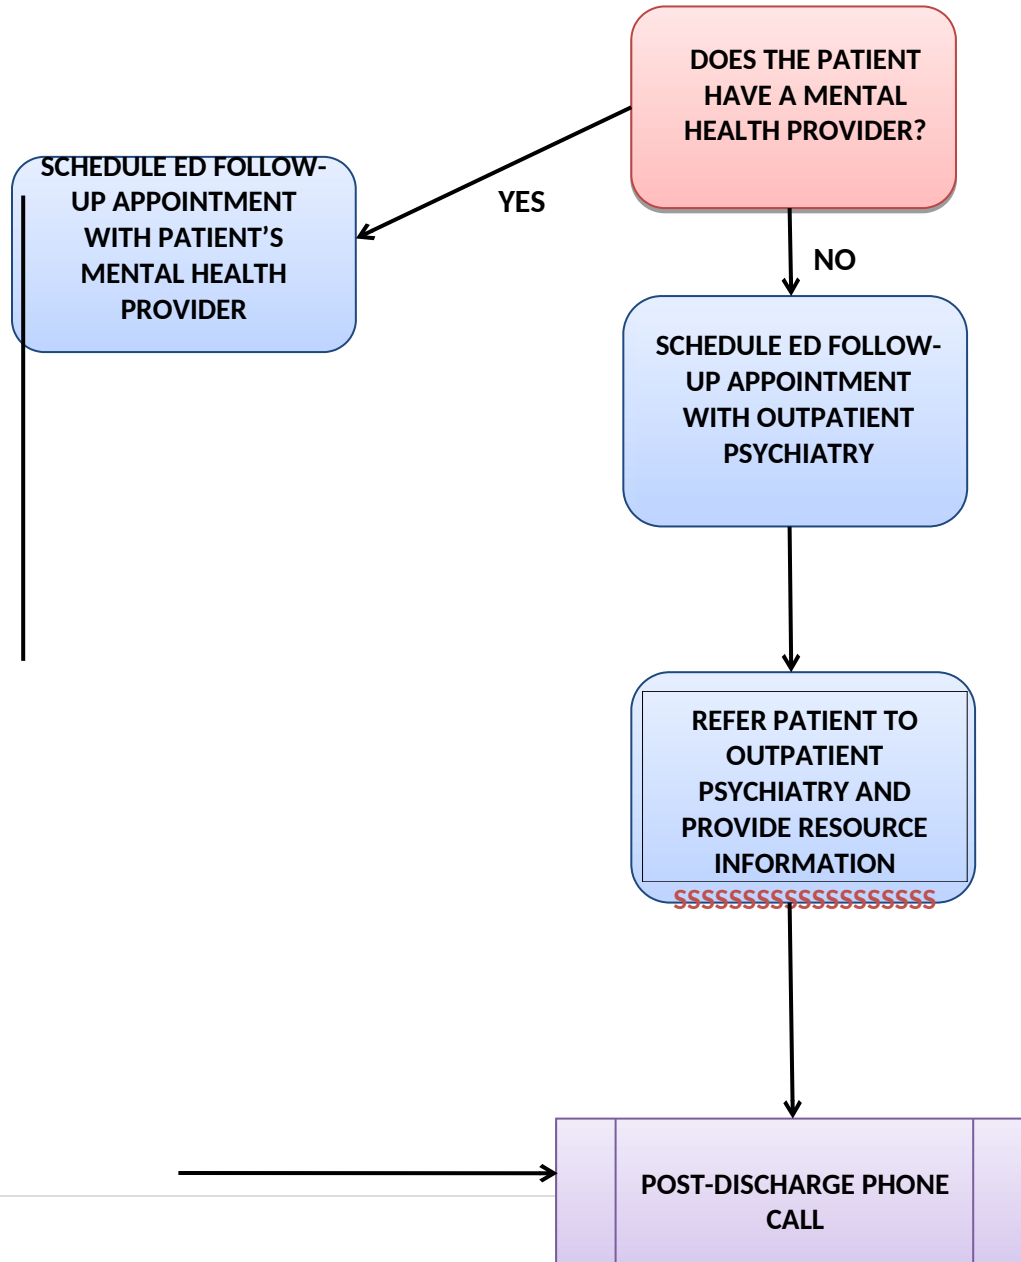 DOES THE PATIENT
HAVE A MENTAL
HEALTH PROVIDER?
SCHEDULE ED FOLLOW-
UP APPOINTMENT
WITH PATIENT’S
MENTAL HEALTH
PROVIDER
YES
NO
SCHEDULE ED FOLLOW-
UP APPOINTMENT
WITH OUTPATIENT
PSYCHIATRY
REFER PATIENT TO
OUTPATIENT
PSYCHIATRY AND
PROVIDE RESOURCE
INFORMATION
SSSSSSSSSSSSSSSSSSS
POST-DISCHARGE PHONE
CALL